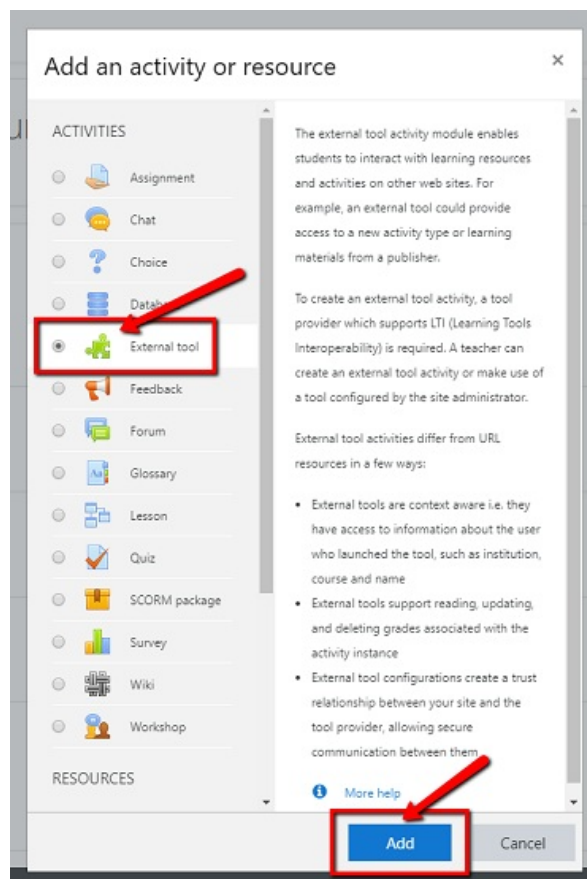 Add an activity or resource
×
ACTIVITIES
Assignment
Chat
Choice
External tool
Feedback
Forum
Glossary
Lesson
Quiz
SCORM package
Survey
Wiki
Workshop
RESOURCES
The external tool activity module enables
students to interact with learning resources
and activities on other web sites. For
example, an external tool could provide
access to a new activity type or learning
materials from a publisher.
To create an external tool activity, a tool
provider which supports LTI (Learning Tools
Interoperability) is required. A teacher can
create an external tool activity or make use of
a tool configured by the site administrator.
External tool activities differ from URL
resources in a few ways:
• External tools are context aware i.e. they
have access to information about the user
who launched the tool, such as institution,
course and name
• External tools support reading, updating,
and deleting grades associated with the
activity instance
• External tool configurations create a trust
relationship between your site and the
tool provider, allowing secure
communication between them
More help
Add
Cancel